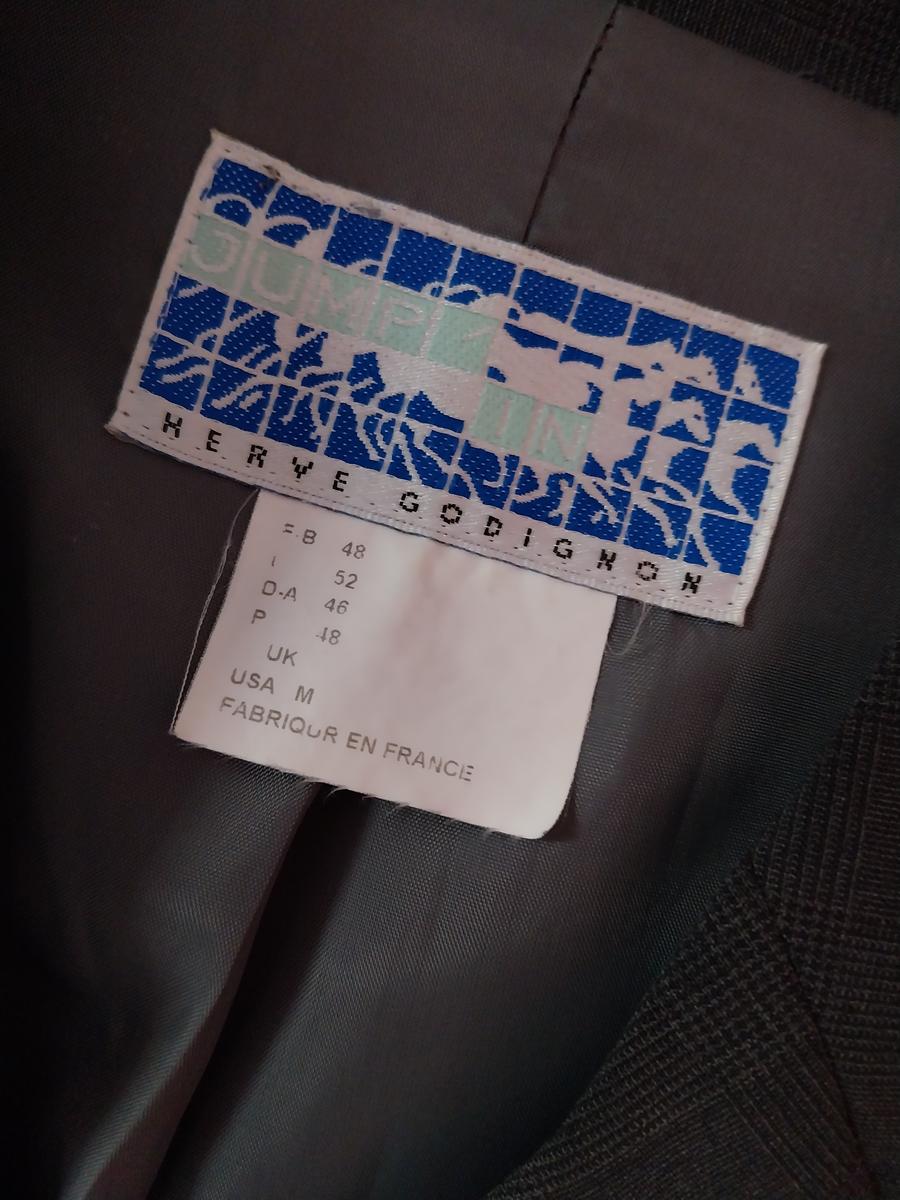 JUMP'
IN
HERVE GODIGNON
F-B 48
I 52
D-A 46
P 48
UK
USA M
FABRIQUR EN FRANCE